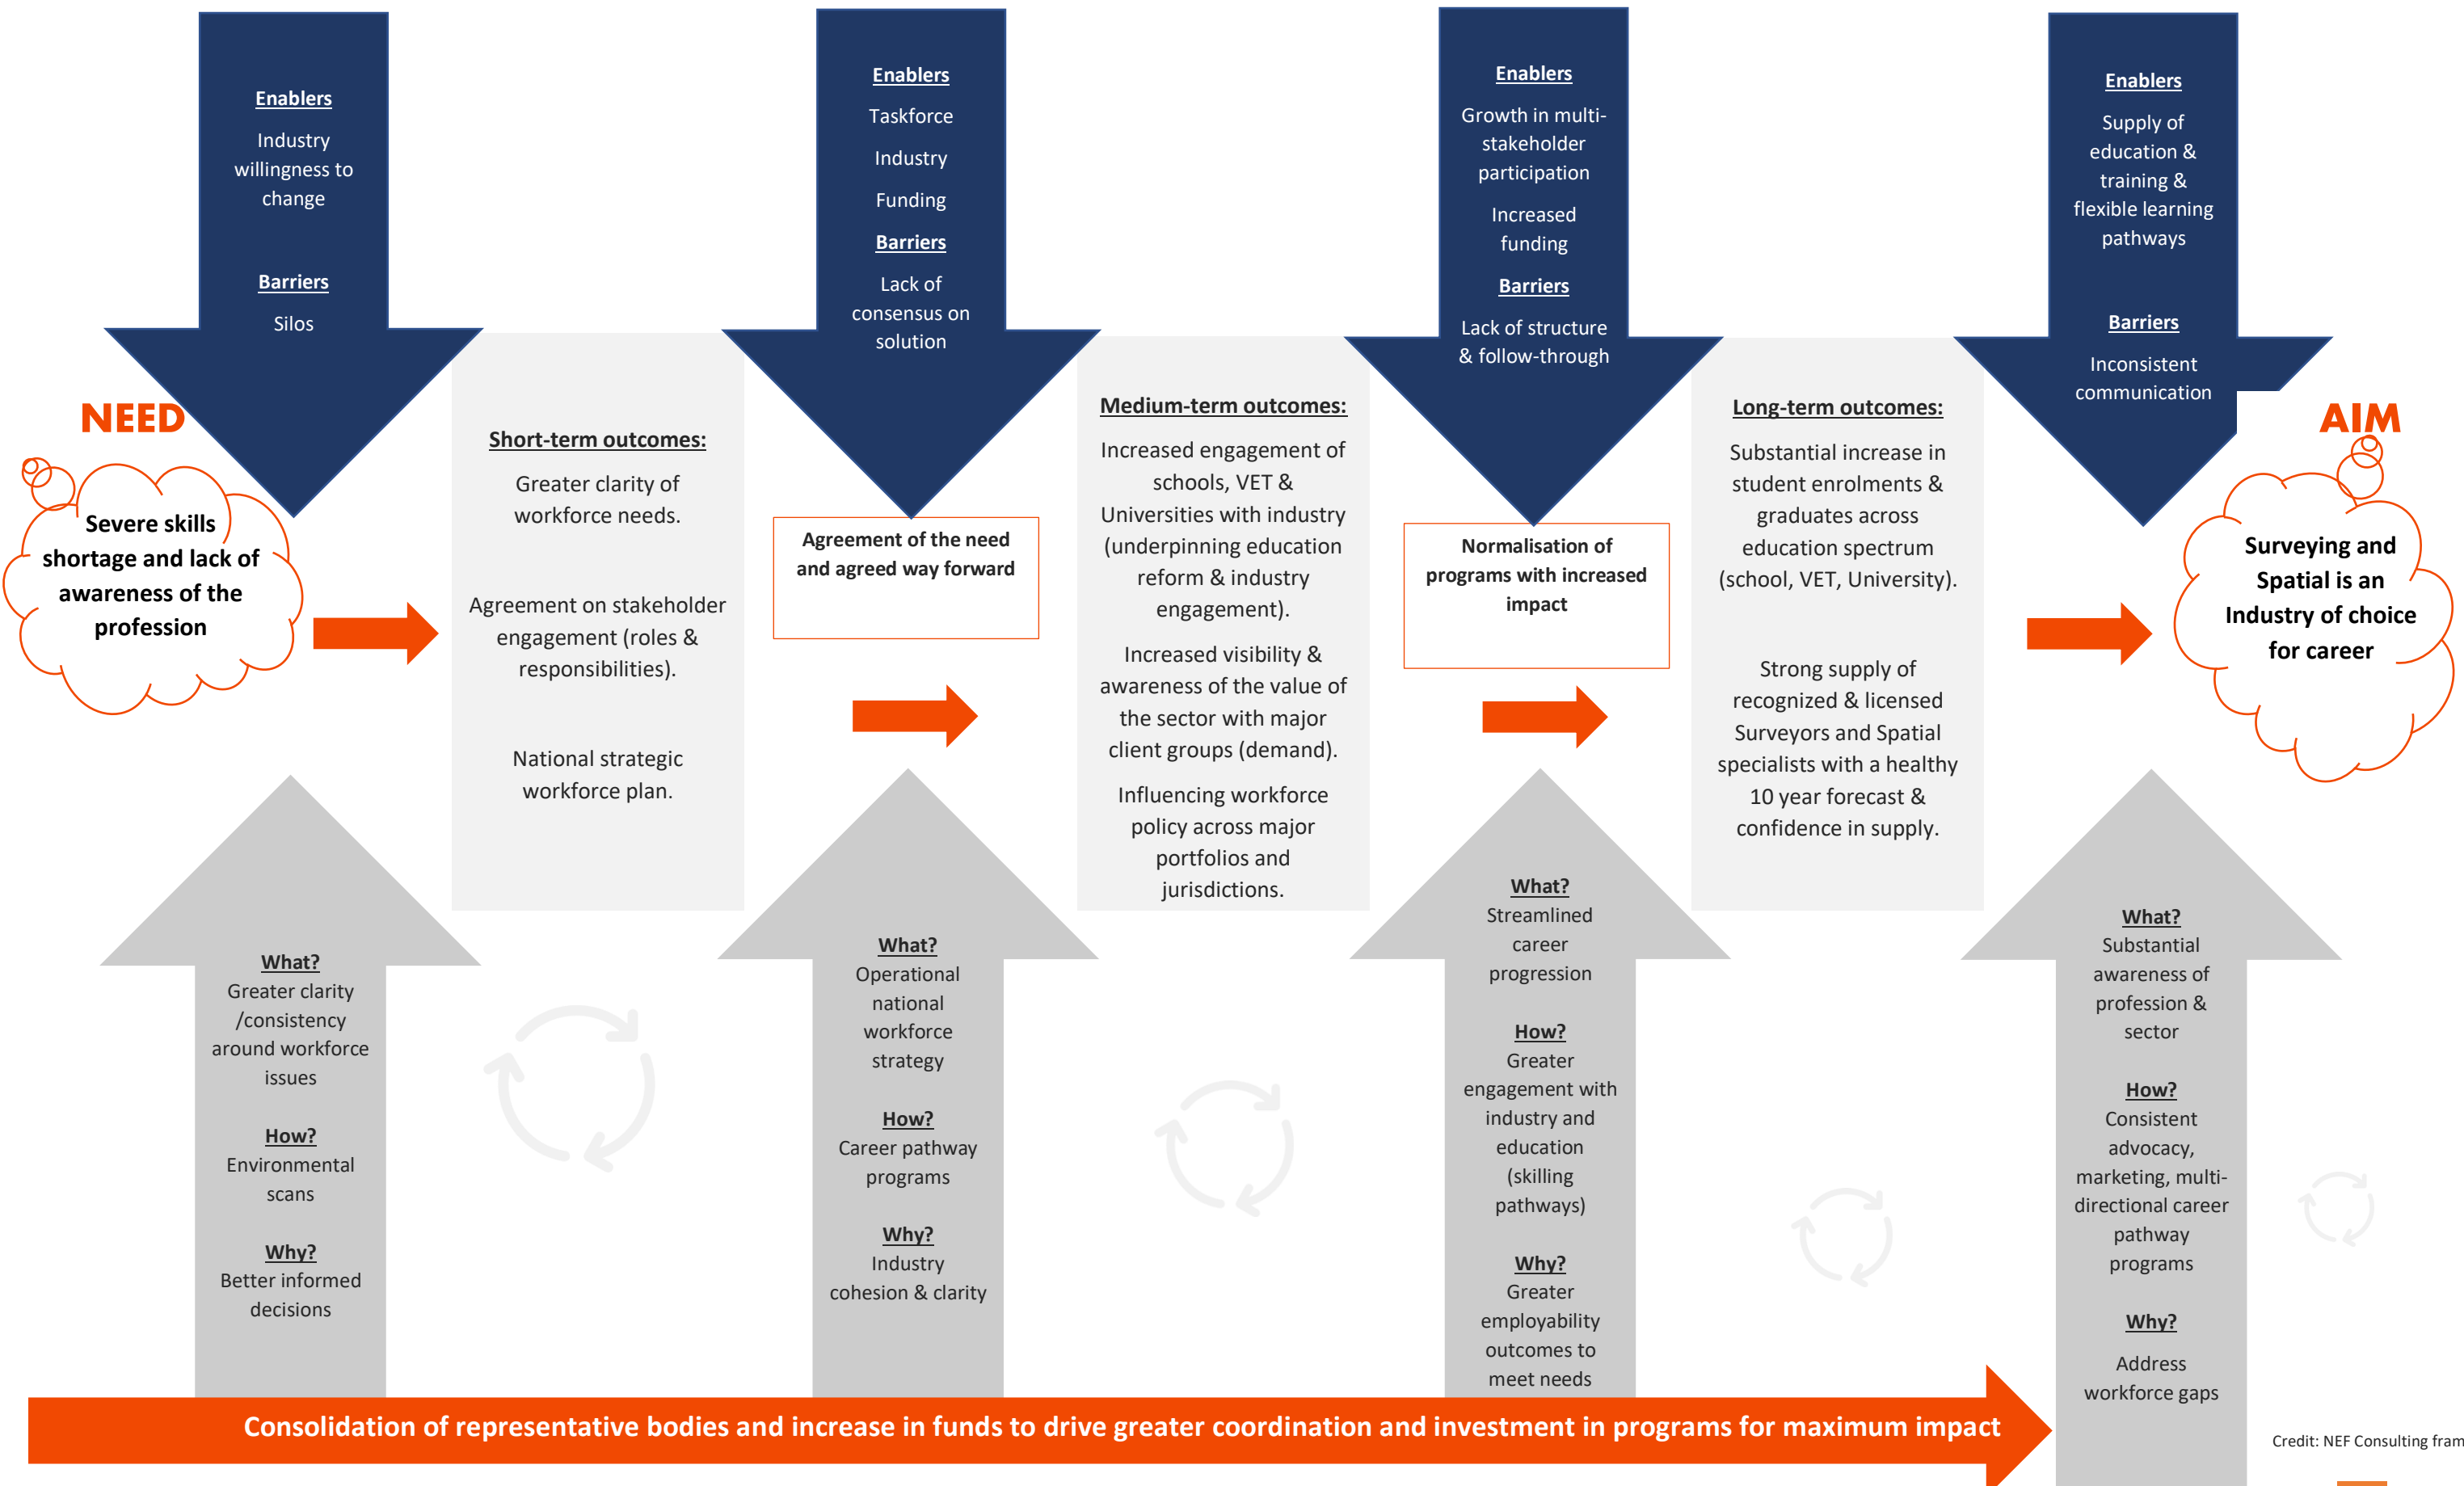 Enablers
Industry
willingness to
change
Barriers
Silos
Enablers
Taskforce
Industry
Funding
Barriers
Lack of
consensus on
solution
Enablers
Growth in multi-
stakeholder
participation
Increased
funding
Barriers
Lack of structure
& follow-through
Enablers
Supply of
education &
training &
flexible learning
pathways
Barriers
Inconsistent
communication
NEED
Severe skills
shortage and lack of
awareness of the
profession
Short-term outcomes:
Greater clarity of
workforce needs.
Agreement on stakeholder
engagement (roles &
responsibilities).
National strategic
workforce plan.
Agreement of the need
and agreed way forward
Medium-term outcomes:
Increased engagement of
schools, VET &
Universities with industry
(underpinning education
reform & industry
engagement).
Increased visibility &
awareness of the value of
the sector with major
client groups (demand).
Influencing workforce
policy across major
portfolios and
jurisdictions.
Normalisation of
programs with increased
impact
Long-term outcomes:
Substantial increase in
student enrolments &
graduates across
education spectrum
(school, VET, University).
Strong supply of
recognized & licensed
Surveyors and Spatial
specialists with a healthy
10 year forecast &
confidence in supply.
AIM
Surveying and
Spatial is an
Industry of choice
for career
What?
Greater clarity
/consistency
around workforce
issues
How?
Environmental
scans
Why?
Better informed
decisions
What?
Operational
national
workforce
strategy
How?
Career pathway
programs
Why?
Industry
cohesion & clarity
What?
Streamlined
career
progression
How?
Greater
engagement with
industry and
education
(skilling
pathways)
Why?
Greater
employability
outcomes to
meet needs
What?
Substantial
awareness of
profession &
sector
How?
Consistent
advocacy,
marketing, multi-
directional career
pathway
programs
Why?
Address
workforce gaps
Consolidation of representative bodies and increase in funds to drive greater coordination and investment in programs for maximum impact
Credit: NEF Consulting fram